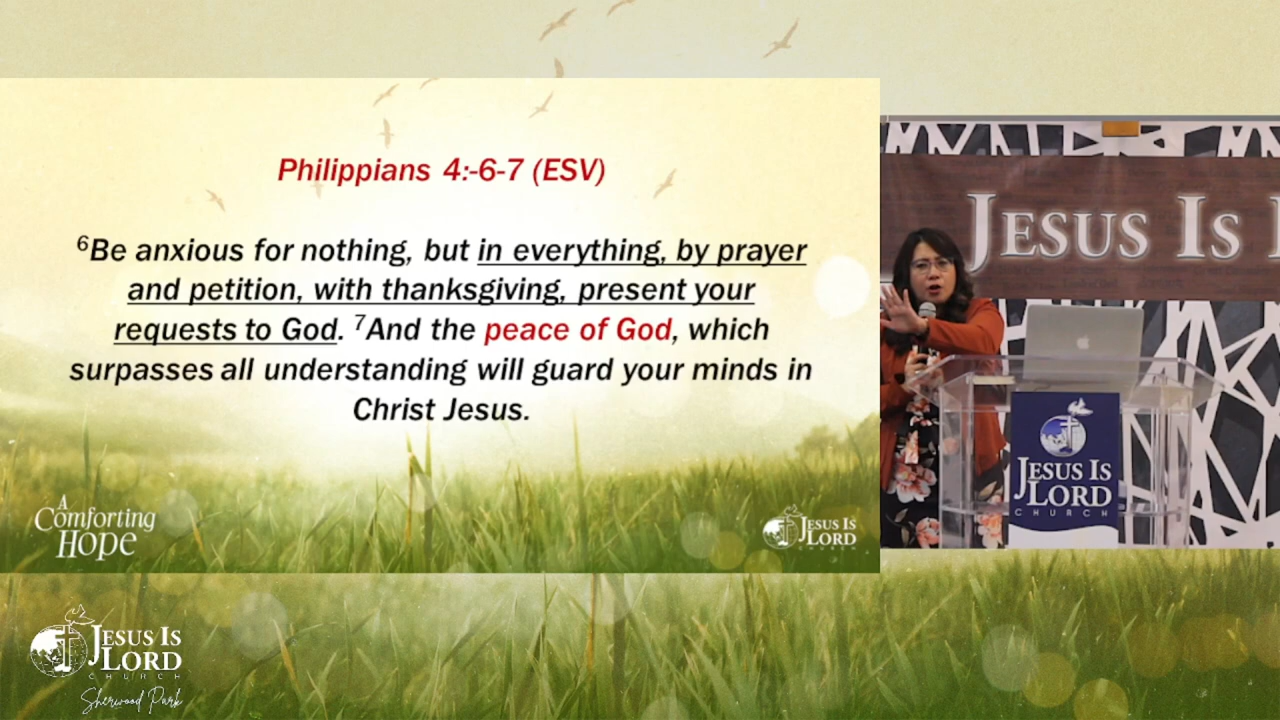 Philippians 4:-6-7 (ESV)
⁶Be anxious for nothing, but in everything, by prayer
and petition, with thanksgiving, present your
requests to God. ⁷And the peace of God, which
surpasses all understanding will guard your minds in
Christ Jesus.
A
Comforting
Hope
JESUS IS
LORD
CHURCH
JESUS IS
JESUS IS
LORD
CHURCH
JESUS IS
LORD
CHURCH
Sherwood Park